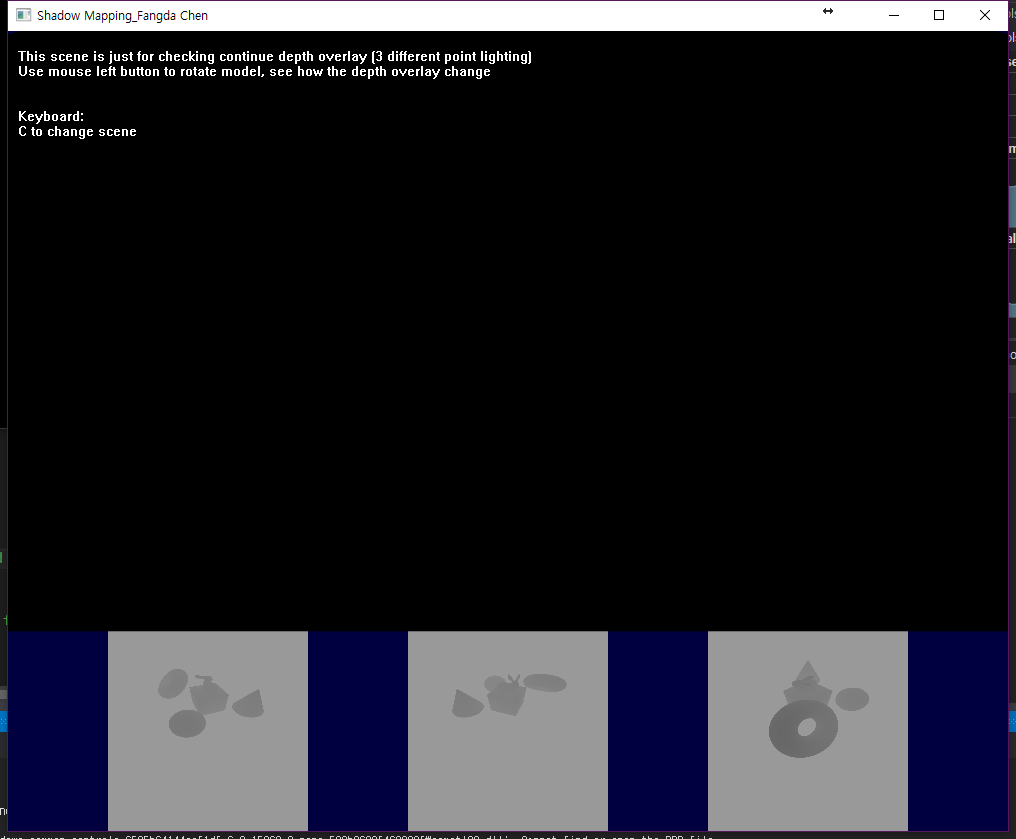 Shadow Mapping_Fangda Chen
This scene is just for checking continue depth overlay (3 different point lighting)
Use mouse left button to rotate model, see how the depth overlay change
Keyboard:
C to change scene